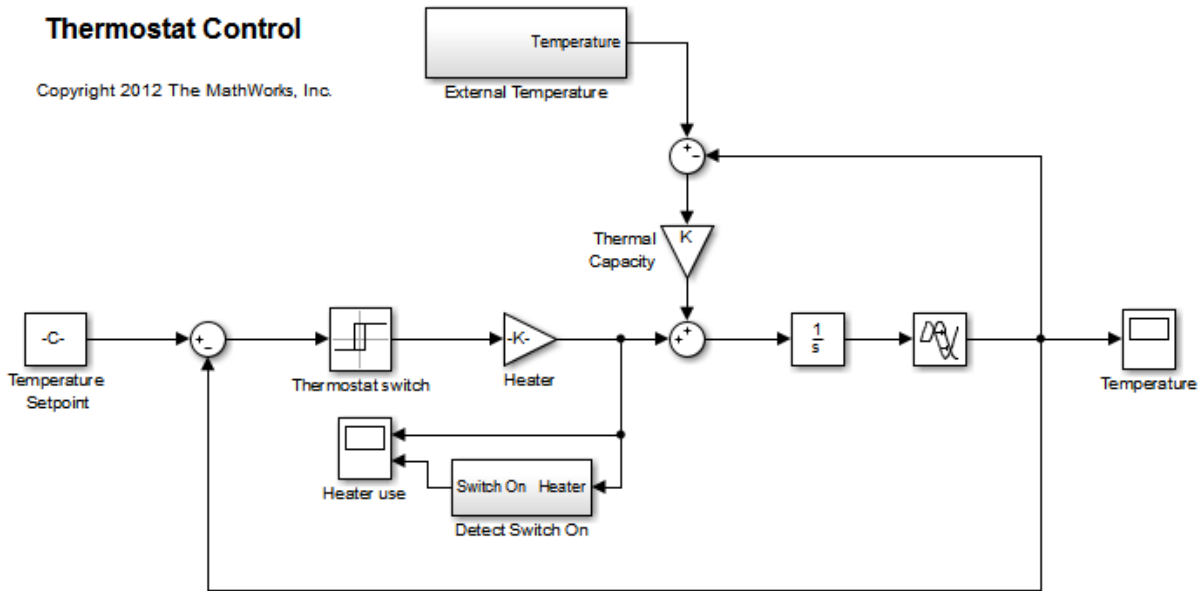 Thermostat Control
Copyright 2012 The MathWorks, Inc.
Temperature
External Temperature
+
−
K
Thermal
Capacity
-C-
Temperature
Setpoint
+
−
Thermostat switch
-K-
Heater
+
+
1
s
Temperature
Heater use
Switch On Heater
Detect Switch On